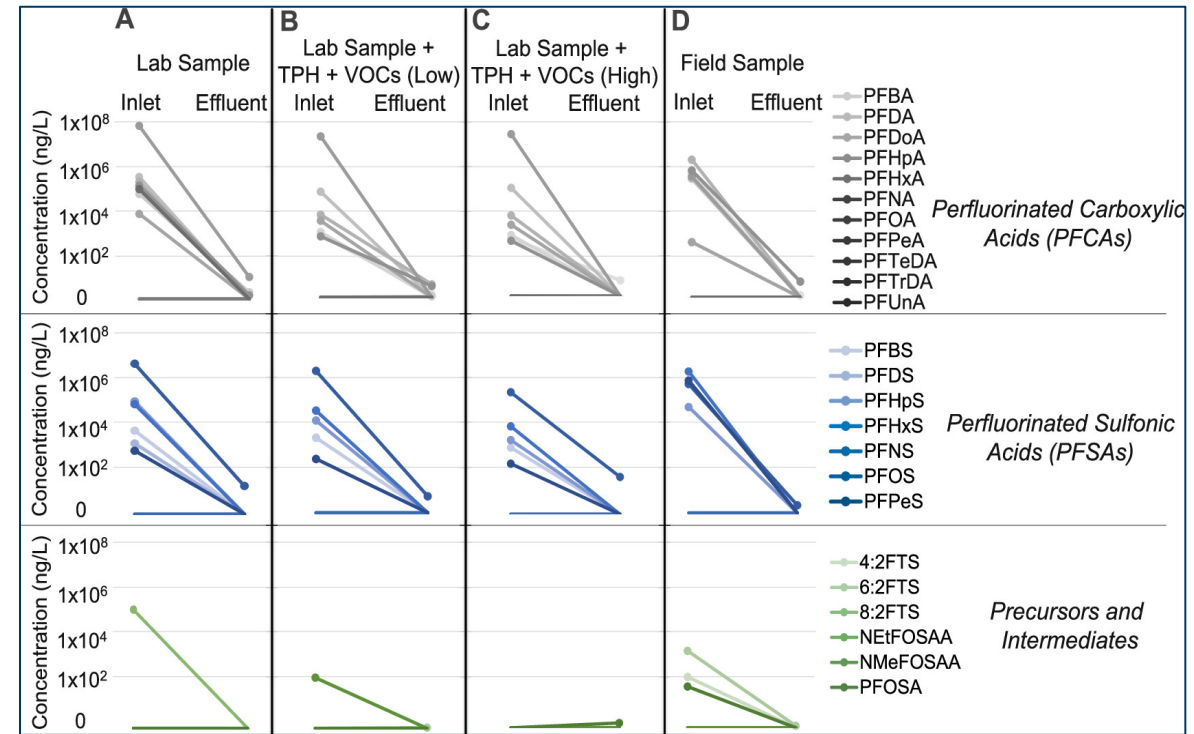 A
B
C
D
Lab Sample
Lab Sample +
TPH + VOCs (Low)
Lab Sample +
TPH + VOCs (High)
Field Sample
Inlet Effluent
Inlet Effluent
Inlet Effluent
Inlet Effluent
Concentration (ng/L)
1x10⁸
1x10⁶
1x10⁴
1x10²
0
PFBA
PFDA
PFDoA
PFHpA
PFHxA
PFNA
PFOA
PFPeA
PFTeDA
PFTrDA
PFUnA
Perfluorinated Carboxylic
Acids (PFCAs)
Concentration (ng/L)
1x10⁸
1x10⁶
1x10⁴
1x10²
0
PFBS
PFDS
PFHpS
PFHxS
PFNS
PFOS
PFPeS
Perfluorinated Sulfonic
Acids (PFSAs)
Concentration (ng/L)
1x10⁸
1x10⁶
1x10⁴
1x10²
0
4:2FTS
6:2FTS
8:2FTS
NEtFOSAA
NMeFOSAA
PFOSA
Precursors and
Intermediates